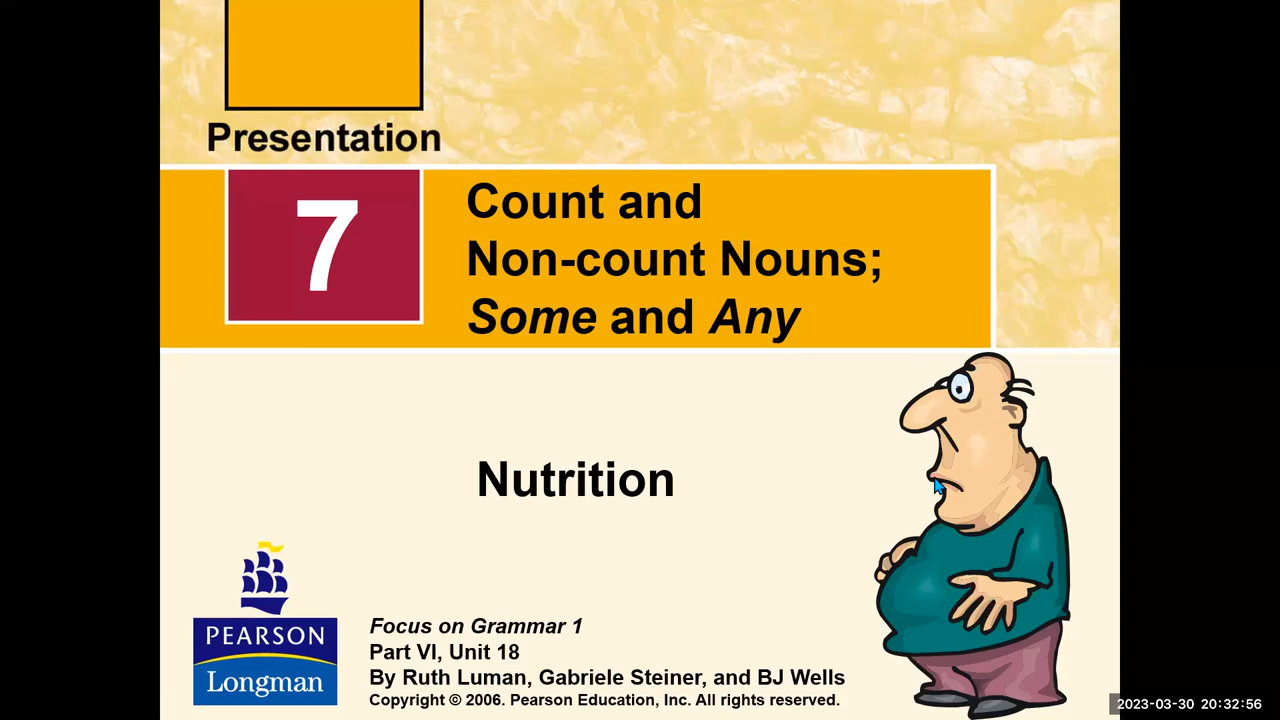 Presentation
7
Count and
Non-count Nouns;
Some and Any
Nutrition
PEARSON
Longman
Focus on Grammar 1
Part VI, Unit 18
By Ruth Luman, Gabriele Steiner, and BJ Wells
Copyright © 2006. Pearson Education, Inc. All rights reserved.
2023-03-30 20:32:56